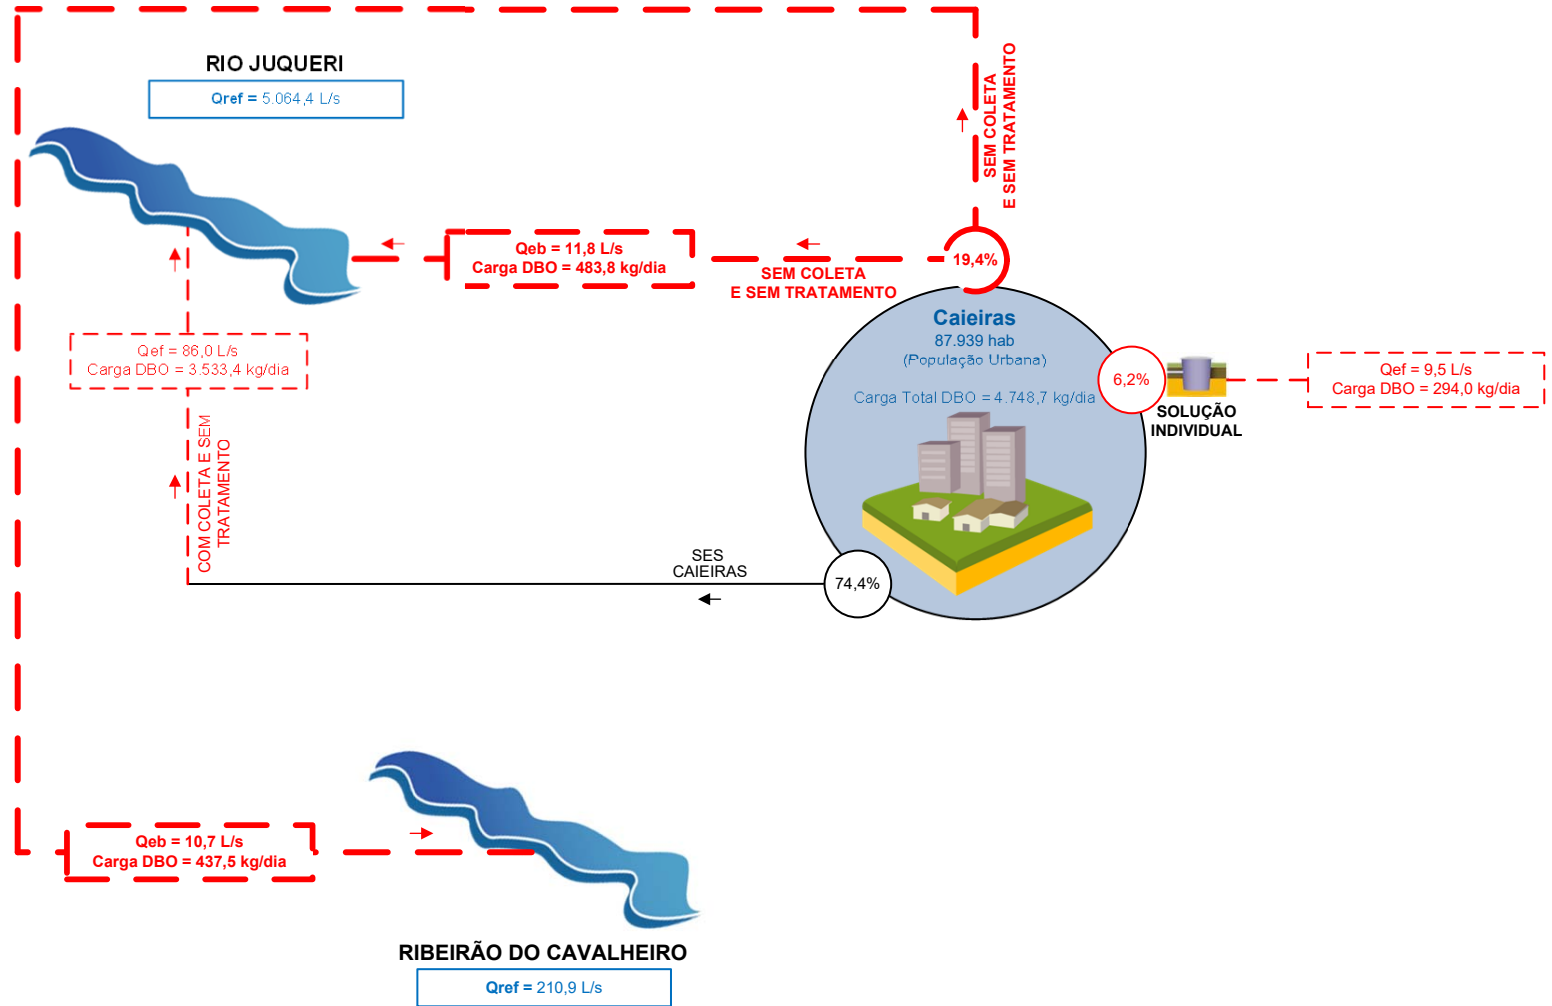 RIO JUQUERI
Qref = 5.064,4 L/s
SEM COLETA
E SEM TRATAMENTO
Qeb = 11,8 L/s
Carga DBO = 483,8 kg/dia
SEM COLETA
E SEM TRATAMENTO
19,4%
Caieiras
87.939 hab
(População Urbana)
Carga Total DBO = 4.748,7 kg/dia
6,2%
SOLUÇÃO
INDIVIDUAL
Qef = 9,5 L/s
Carga DBO = 294,0 kg/dia
Qef = 86,0 L/s
Carga DBO = 3.533,4 kg/dia
COM COLETA E SEM
TRATAMENTO
SES
CAIEIRAS
74,4%
Qeb = 10,7 L/s
Carga DBO = 437,5 kg/dia
RIBEIRÃO DO CAVALHEIRO
Qref = 210,9 L/s